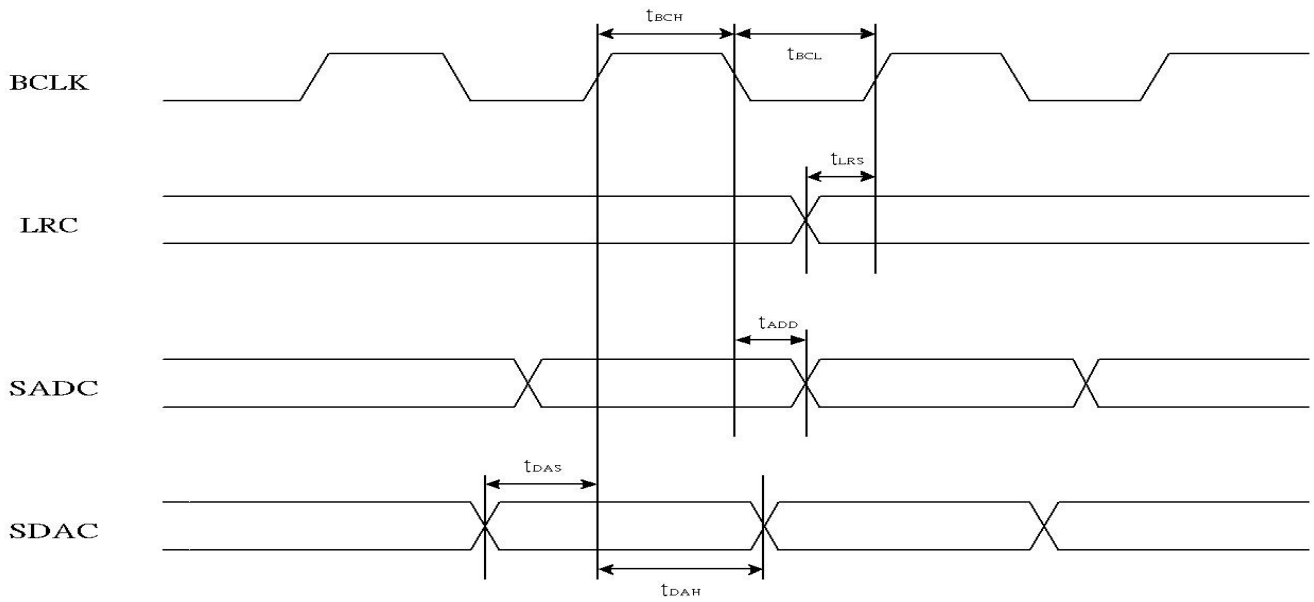 tBCH
tBCL
BCLK
tLRS
LRC
tADD
SADC
tDAS
SDAC
tDAH